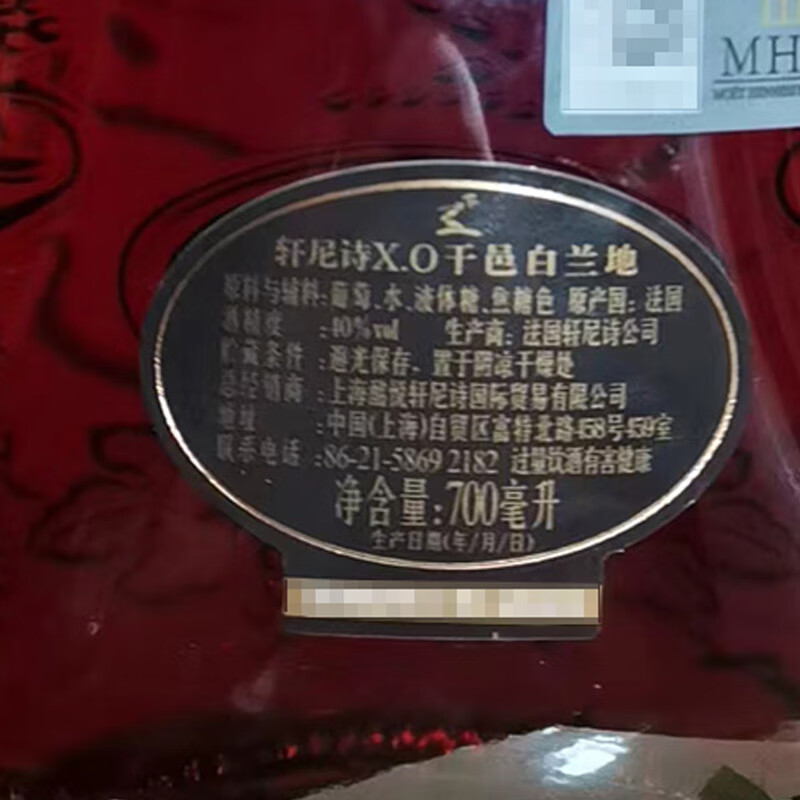 MH
MOËT HENNESS
轩尼诗X.O干邑白兰地
原料与辅料:葡萄、水、液体糖、焦糖色 原产国：法国
酒精度 :40%vol 生产商：法国轩尼诗公司
贮藏条件 :避光保存、置于阴凉干燥处
总经销商 :上海酩悦轩尼诗国际贸易有限公司
地址 :中国(上海)自贸区富特北路458号459室
联系电话 :86-21-5869 2182 过量饮酒有害健康
净含量:700毫升
生产日期(年/月/日)